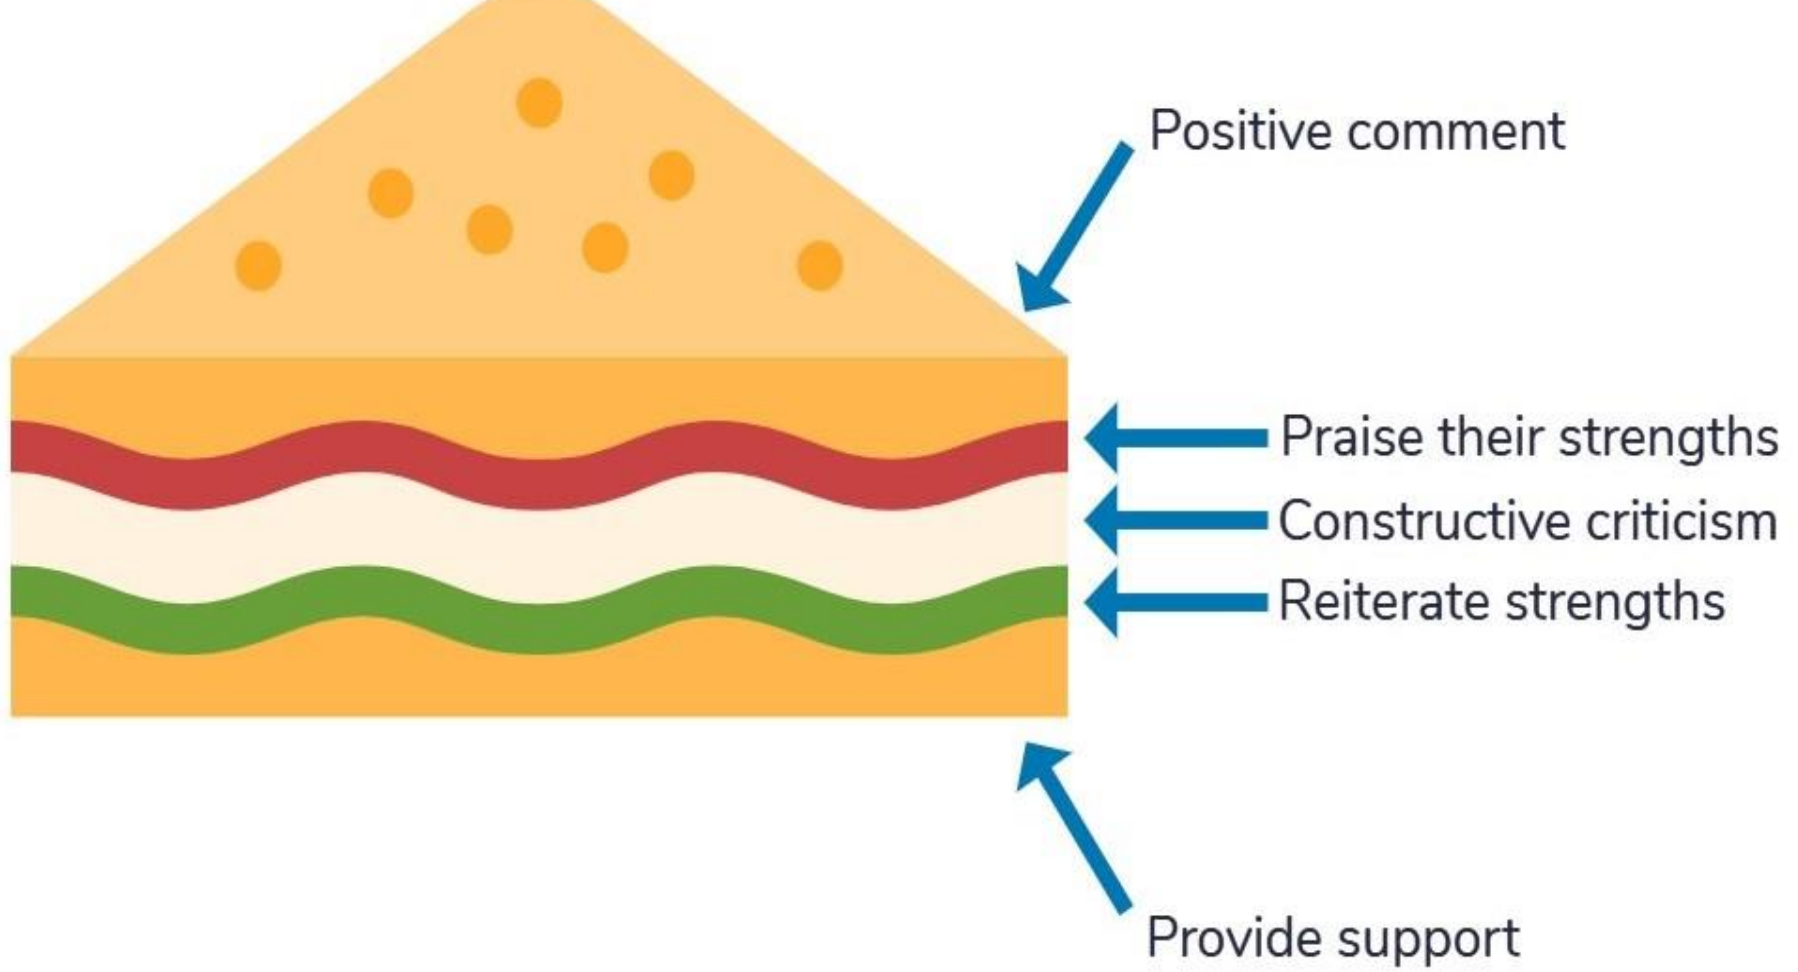 Positive comment
Praise their strengths
Constructive criticism
Reiterate strengths
Provide support